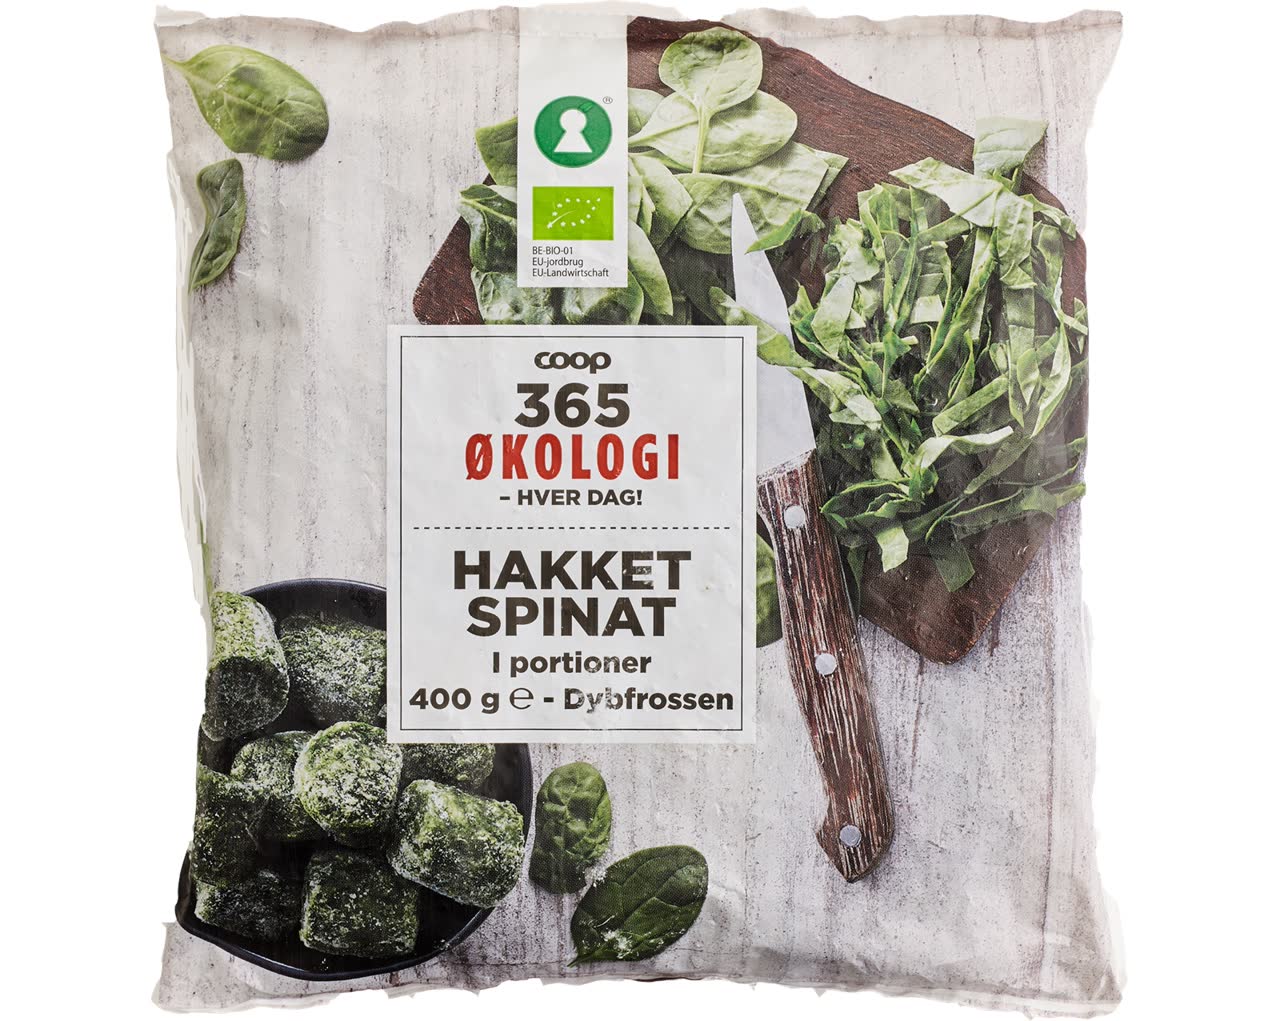 ®
BE-BIO-01
EU-jordbrug
EU-Landwirtschaft
coop
365
ØKOLOGI
– HVER DAG!
HAKKET
SPINAT
I portioner
400 g ℮ - Dybfrossen